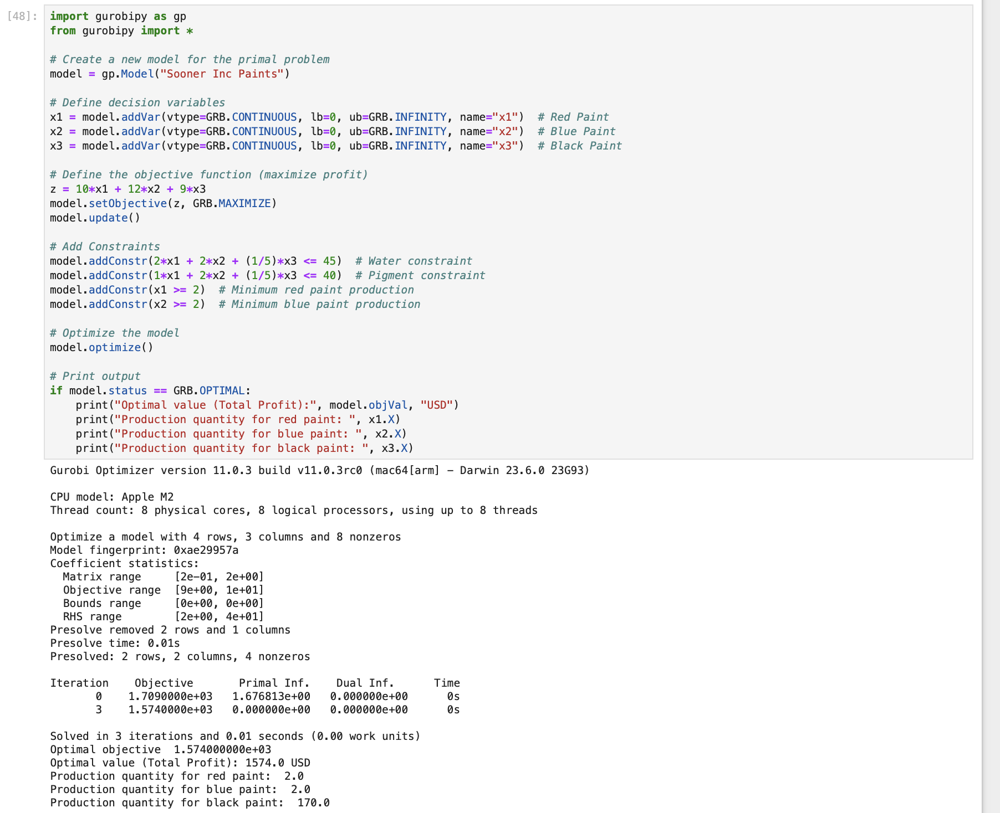 [48]:
import gurobipy as gp
from gurobipy import *
# Create a new model for the primal problem
model = gp.Model("Sooner Inc Paints")
# Define decision variables
x1 = model.addVar(vtype=GRB.CONTINUOUS, lb=0, ub=GRB.INFINITY, name="x1")  # Red Paint
x2 = model.addVar(vtype=GRB.CONTINUOUS, lb=0, ub=GRB.INFINITY, name="x2")  # Blue Paint
x3 = model.addVar(vtype=GRB.CONTINUOUS, lb=0, ub=GRB.INFINITY, name="x3")  # Black Paint
# Define the objective function (maximize profit)
z = 10*x1 + 12*x2 + 9*x3
model.setObjective(z, GRB.MAXIMIZE)
model.update()
# Add Constraints
model.addConstr(2*x1 + 2*x2 + (1/5)*x3 <= 45)  # Water constraint
model.addConstr(1*x1 + 2*x2 + (1/5)*x3 <= 40)  # Pigment constraint
model.addConstr(x1 >= 2)  # Minimum red paint production
model.addConstr(x2 >= 2)  # Minimum blue paint production
# Optimize the model
model.optimize()
# Print output
if model.status == GRB.OPTIMAL:
    print("Optimal value (Total Profit):", model.objVal, "USD")
    print("Production quantity for red paint: ", x1.X)
    print("Production quantity for blue paint: ", x2.X)
    print("Production quantity for black paint: ", x3.X)
Gurobi Optimizer version 11.0.3 build v11.0.3rc0 (mac64[arm] - Darwin 23.6.0 23G93)
CPU model: Apple M2
Thread count: 8 physical cores, 8 logical processors, using up to 8 threads
Optimize a model with 4 rows, 3 columns and 8 nonzeros
Model fingerprint: 0xae29957a
Coefficient statistics:
  Matrix range     [2e-01, 2e+00]
  Objective range  [9e+00, 1e+01]
  Bounds range     [0e+00, 0e+00]
  RHS range        [2e+00, 4e+01]
Presolve removed 2 rows and 1 columns
Presolve time: 0.01s
Presolved: 2 rows, 2 columns, 4 nonzeros
Iteration    Objective       Primal Inf.    Dual Inf.      Time
       0    1.7090000e+03   1.676813e+00   0.000000e+00      0s
       3    1.5740000e+03   0.000000e+00   0.000000e+00      0s
Solved in 3 iterations and 0.01 seconds (0.00 work units)
Optimal objective  1.574000000e+03
Optimal value (Total Profit): 1574.0 USD
Production quantity for red paint:  2.0
Production quantity for blue paint:  2.0
Production quantity for black paint:  170.0